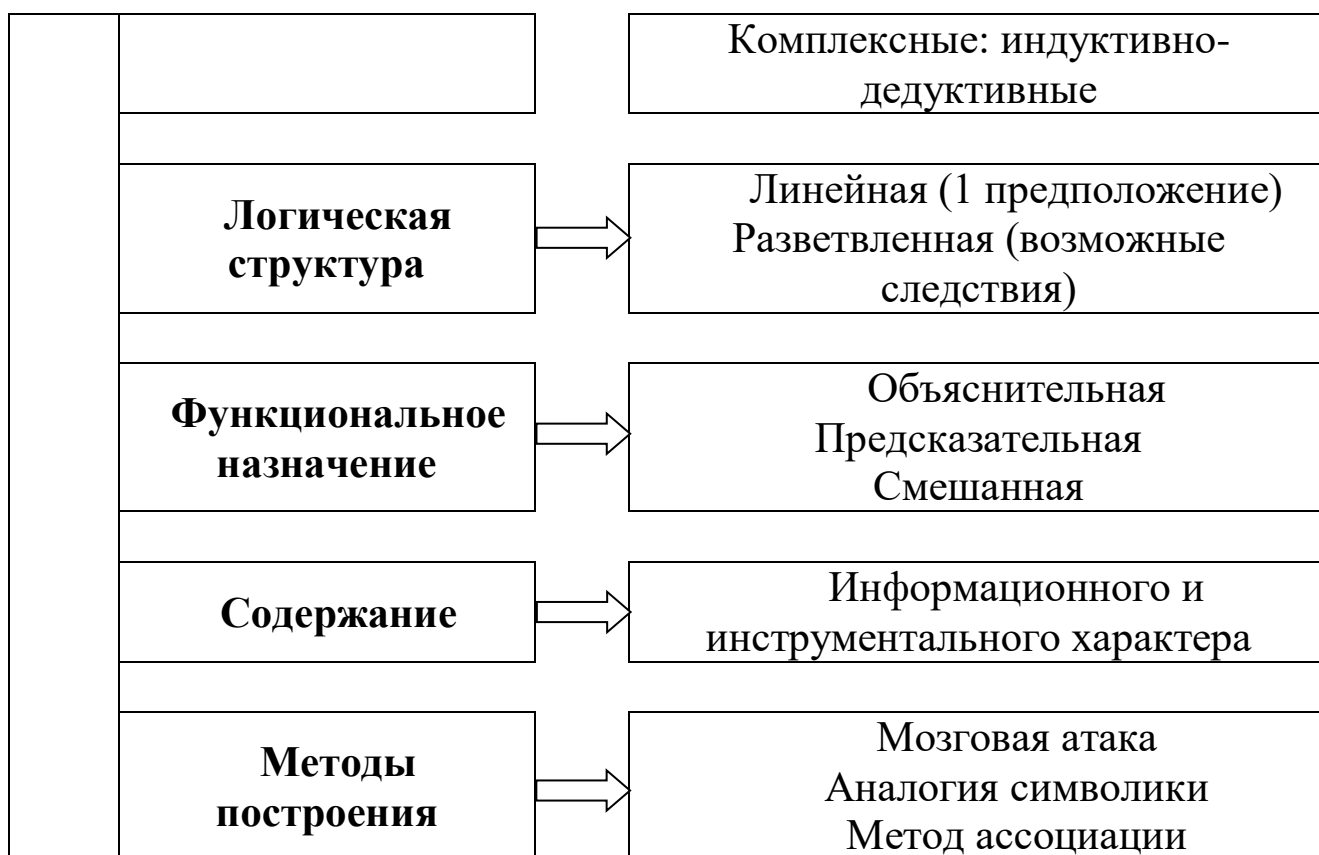 Комплексные: индуктивно-
дедуктивные
Логическая
структура
Линейная (1 предположение)
Разветвленная (возможные
следствия)
Функциональное
назначение
Объяснительная
Предсказательная
Смешанная
Содержание
Информационного и
инструментального характера
Методы
построения
Мозговая атака
Аналогия символики
Метод ассоциации